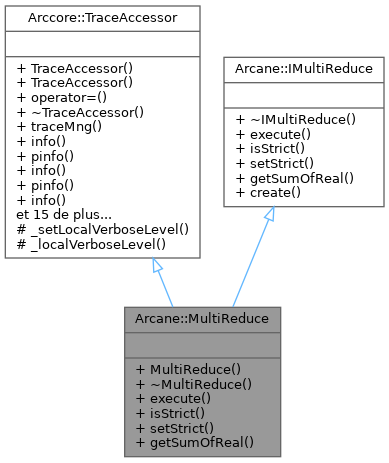 Arccore::TraceAccessor
+ TraceAccessor()
+ TraceAccessor()
+ operator=()
+ ~TraceAccessor()
+ traceMng()
+ info()
+ pinfo()
+ info()
+ pinfo()
+ info()
et 15 de plus...
# _setLocalVerboseLevel()
# _localVerboseLevel()
Arcane::IMultiReduce
+ ~IMultiReduce()
+ execute()
+ isStrict()
+ setStrict()
+ getSumOfReal()
+ create()
Arcane::MultiReduce
+ MultiReduce()
+ ~MultiReduce()
+ execute()
+ isStrict()
+ setStrict()
+ getSumOfReal()